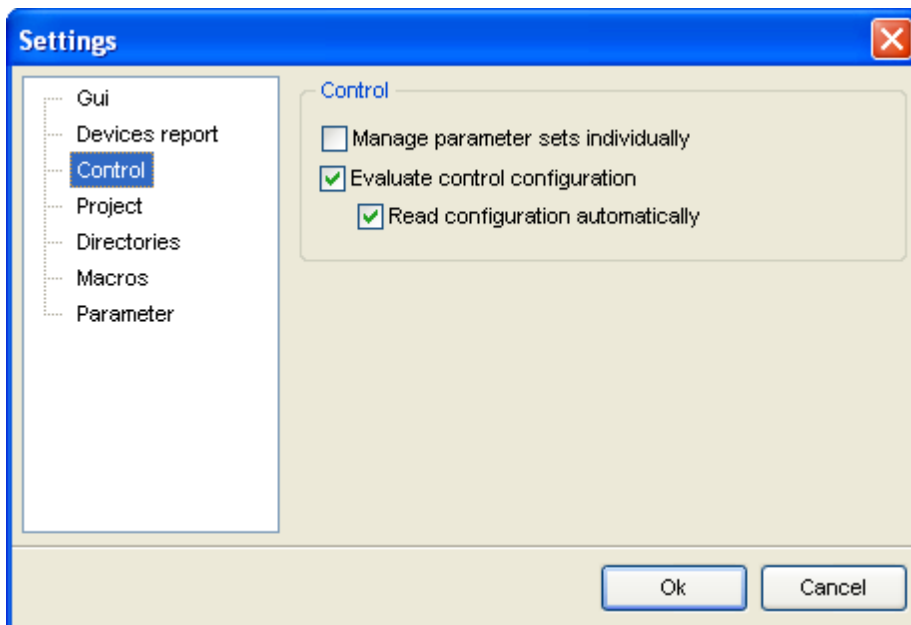 Settings
Gui
Devices report
Control
Project
Directories
Macros
Parameter
Control
Manage parameter sets individually
Evaluate control configuration
Read configuration automatically
Ok
Cancel